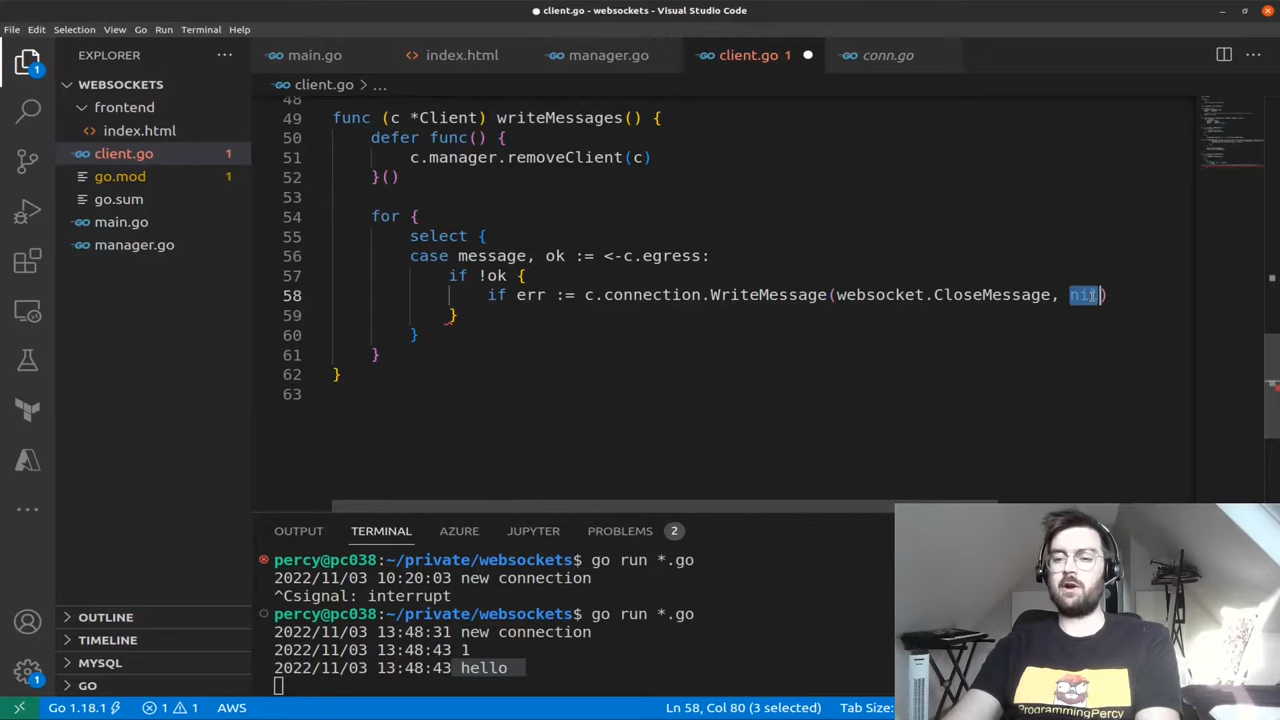 client.go - websockets - Visual Studio Code
File Edit Selection View Go Run Terminal Help
EXPLORER
main.go index.html manager.go client.go 1 conn.go
WEBSOCKETS
client.go > ...
frontend
index.html
client.go 1
go.mod 1
go.sum
main.go
manager.go
48
49 func (c *Client) writeMessages() {
50 defer func() {
51 c.manager.removeClient(c)
52 }()
53
54 for {
55 select {
56 case message, ok := <-c.egress:
57 if !ok {
58 if err := c.connection.WriteMessage(websocket.CloseMessage, nil)
59 }
60 }
61 }
62 }
63
OUTPUT TERMINAL AZURE JUPYTER PROBLEMS 2
percy@pc038:~/private/websockets$ go run *.go
2022/11/03 10:20:03 new connection
^Csignal: interrupt
percy@pc038:~/private/websockets$ go run *.go
2022/11/03 13:48:31 new connection
2022/11/03 13:48:43 1
2022/11/03 13:48:43 hello
OUTLINE
TIMELINE
MYSQL
GO
1
1
Go 1.18.1 1 1 AWS
Ln 58, Col 80 (3 selected) Tab Size:
ProgrammingPercy